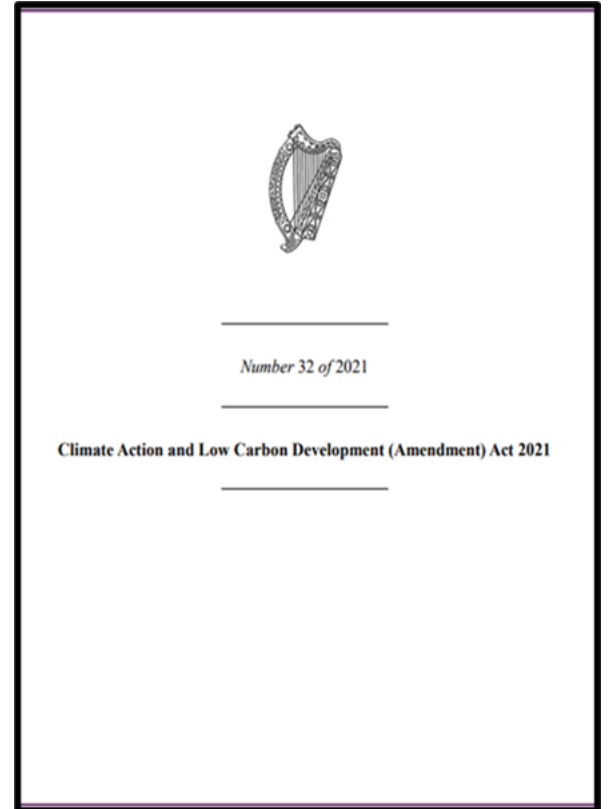 Number 32 of 2021
Climate Action and Low Carbon Development (Amendment) Act 2021